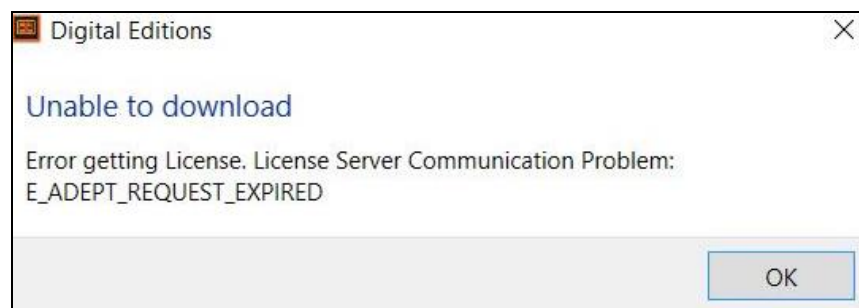 Digital Editions
Unable to download
Error getting License. License Server Communication Problem:
E_ADEPT_REQUEST_EXPIRED
OK